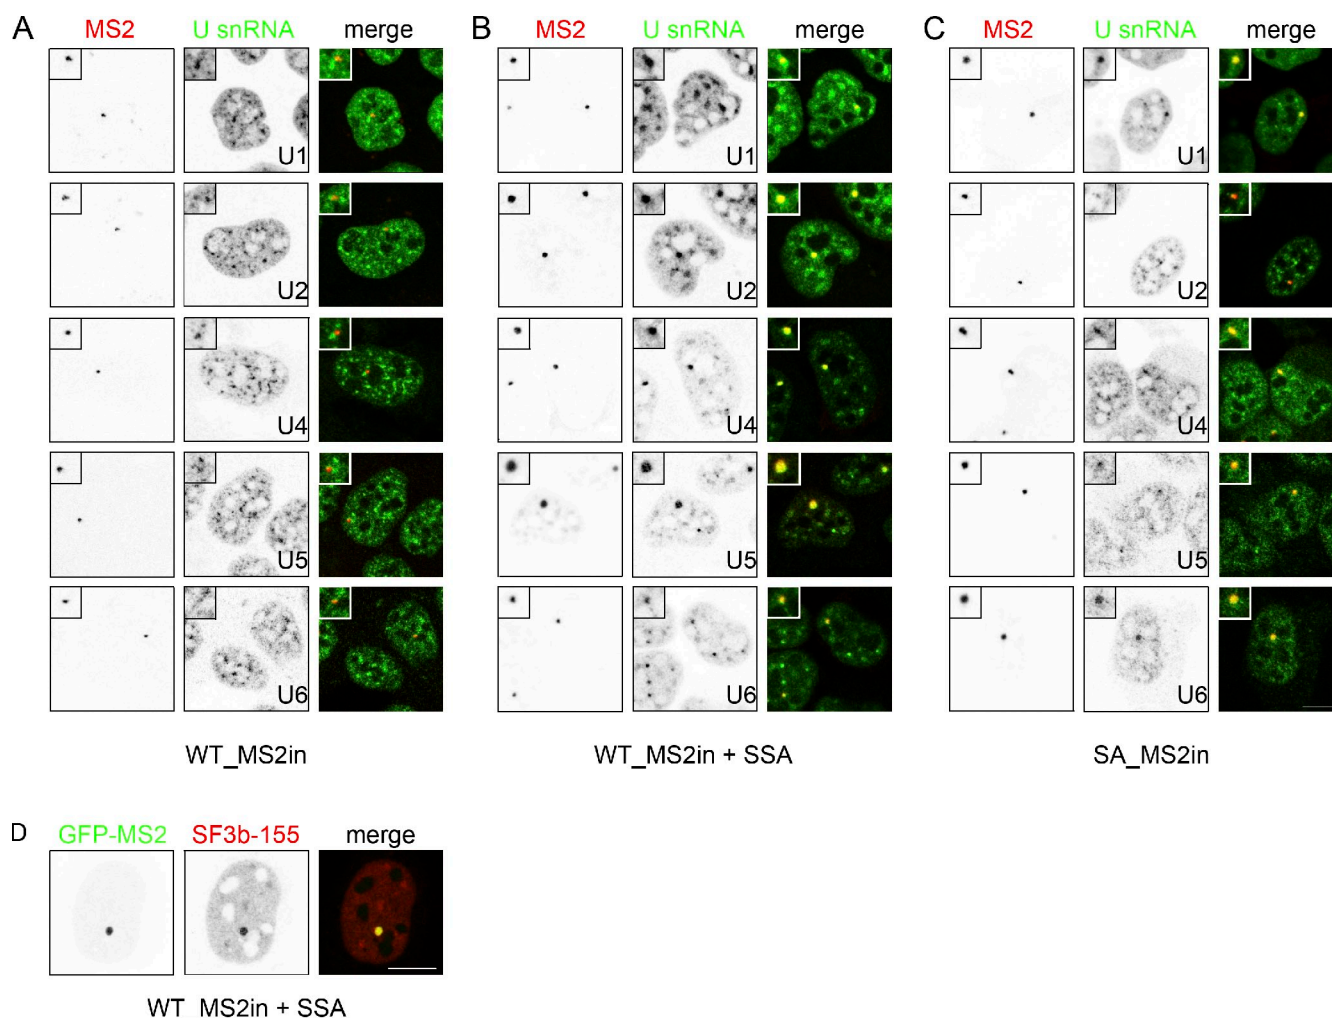 A MS2 U snRNA merge B MS2 U snRNA merge C MS2 U snRNA merge
U1 U1 U1
U2 U2 U2
U4 U4 U4
U5 U5 U5
U6 U6 U6
WT_MS2in WT_MS2in + SSA SA_MS2in
D GFP-MS2 SF3b-155 merge
WT_MS2in + SSA